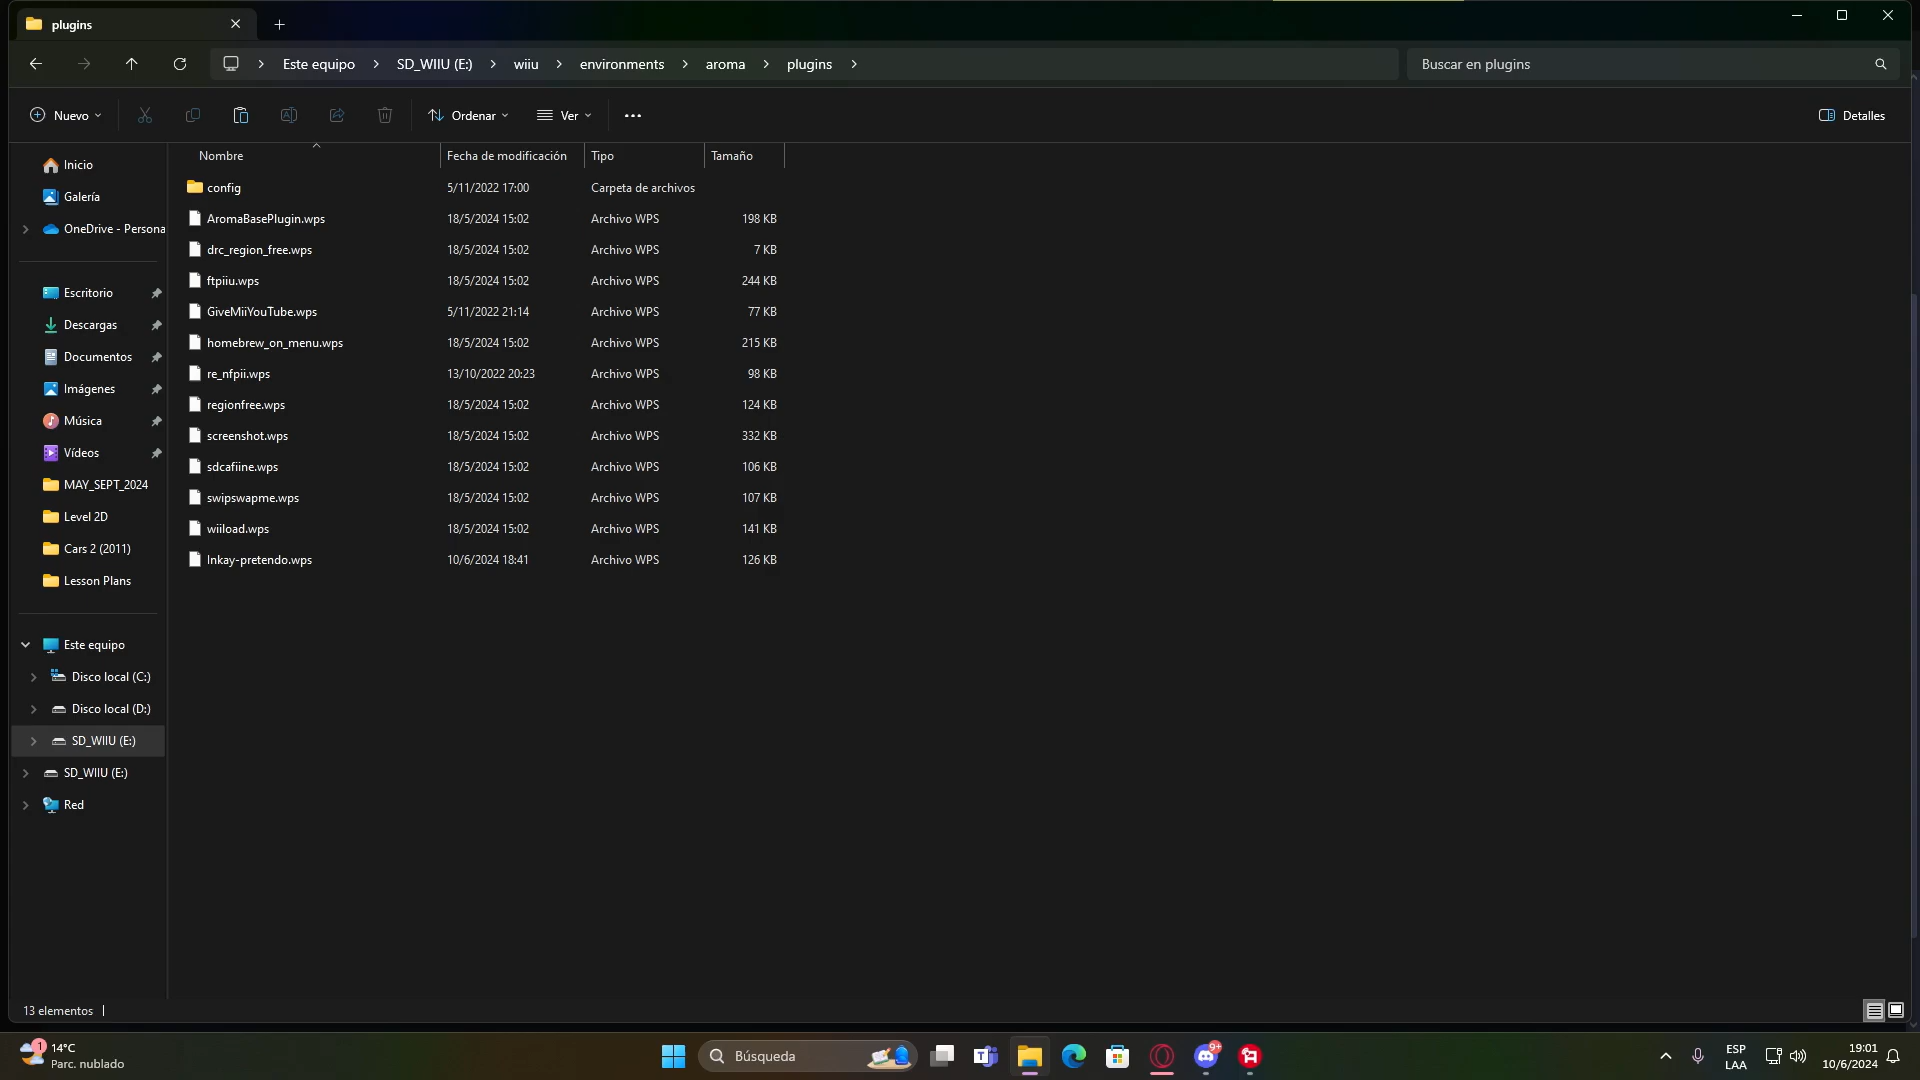 plugins
Este equipo
SD_WIIU (E:)
wiiu
environments
aroma
plugins
Buscar en plugins
Nuevo
Ordenar
Ver
Detalles
Inicio
Galería
OneDrive - Persona
Escritorio
Descargas
Documentos
Imágenes
Música
Vídeos
MAY_SEPT_2024
Level 2D
Cars 2 (2011)
Lesson Plans
Este equipo
Disco local (C:)
Disco local (D:)
SD_WIIU (E:)
SD_WIIU (E:)
Red
Nombre Fecha de modificación Tipo Tamaño
config 5/11/2022 17:00 Carpeta de archivos
AromaBasePlugin.wps 18/5/2024 15:02 Archivo WPS 198 KB
drc_region_free.wps 18/5/2024 15:02 Archivo WPS 7 KB
ftpiiu.wps 18/5/2024 15:02 Archivo WPS 244 KB
GiveMiiYouTube.wps 5/11/2022 21:14 Archivo WPS 77 KB
homebrew_on_menu.wps 18/5/2024 15:02 Archivo WPS 215 KB
re_nfpii.wps 13/10/2022 20:23 Archivo WPS 98 KB
regionfree.wps 18/5/2024 15:02 Archivo WPS 124 KB
screenshot.wps 18/5/2024 15:02 Archivo WPS 332 KB
sdcafiine.wps 18/5/2024 15:02 Archivo WPS 106 KB
swipswapme.wps 18/5/2024 15:02 Archivo WPS 107 KB
wiiload.wps 18/5/2024 15:02 Archivo WPS 141 KB
Inkay-pretendo.wps 10/6/2024 18:41 Archivo WPS 126 KB
13 elementos
1
14°C
Parc. nublado
Búsqueda
9+
ESP
LAA
19:01
10/6/2024